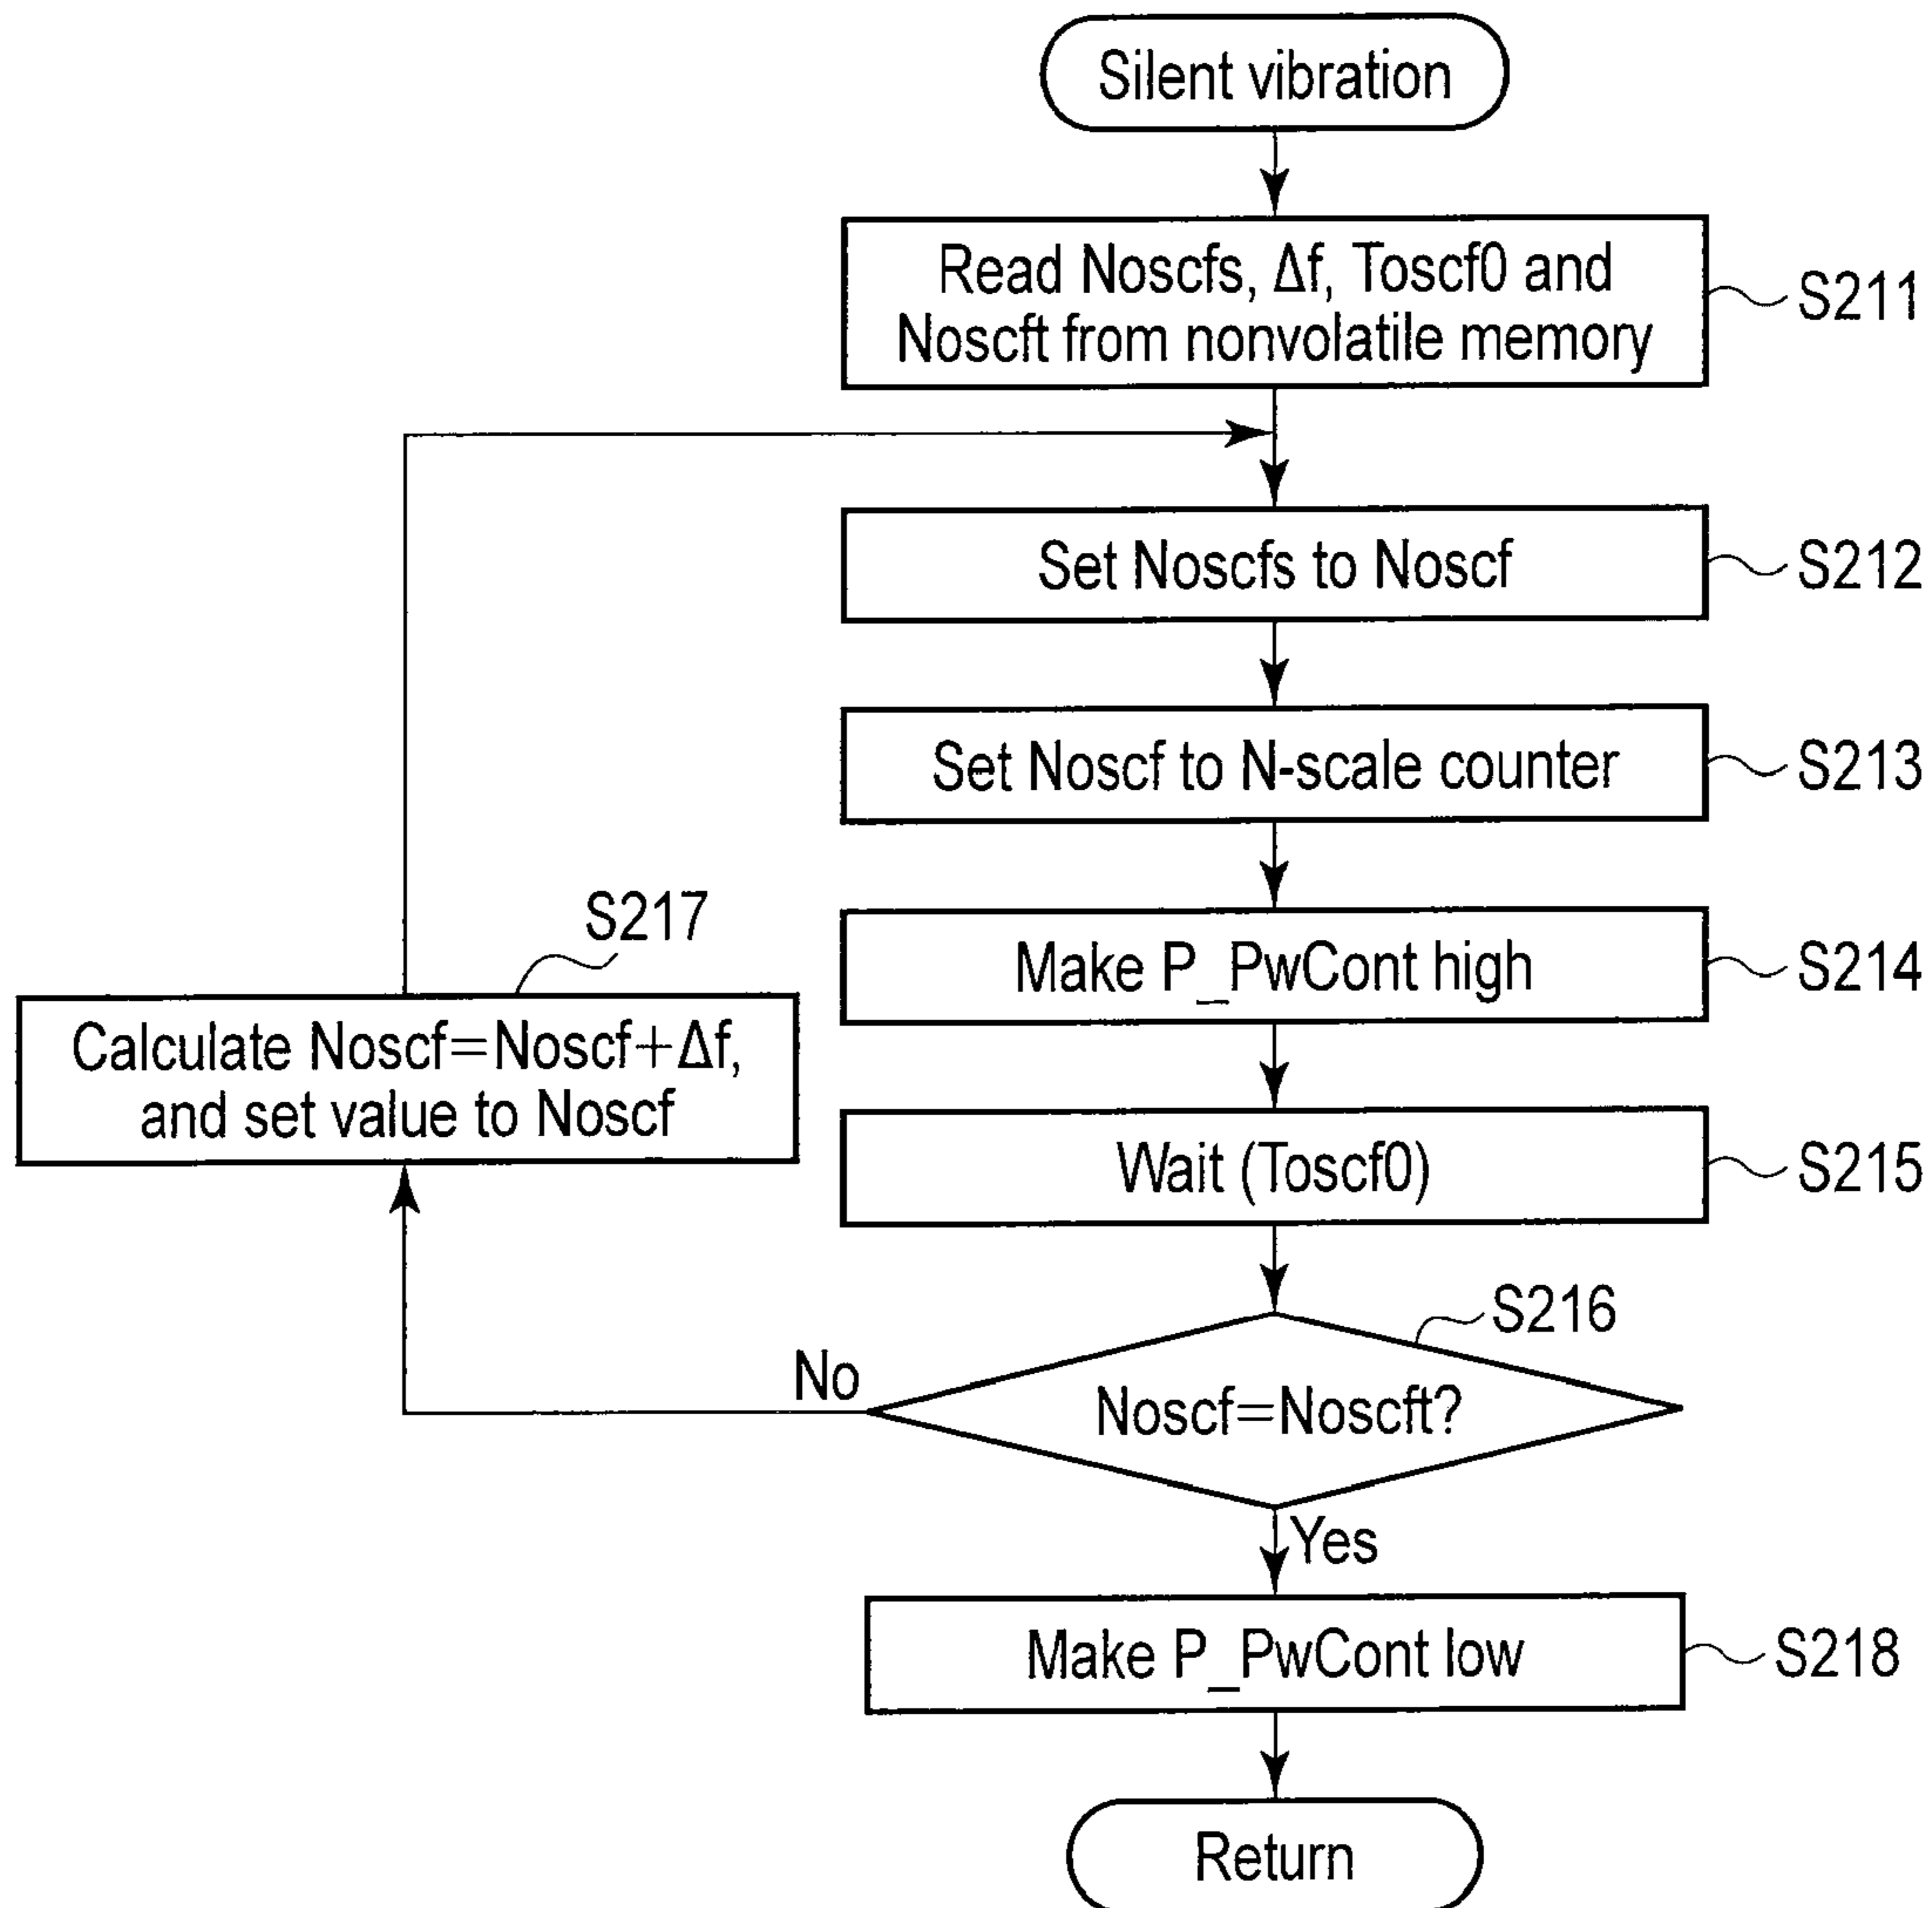 Silent vibration
Read Noscfs, Δf, Toscf0 and
Noscft from nonvolatile memory
S211
Set Noscfs to Noscf
S212
Set Noscf to N-scale counter
S213
S217
Make P_PwCont high
S214
Calculate Noscf=Noscf+Δf,
and set value to Noscf
Wait (Toscf0)
S215
S216
No
Noscf=Noscft?
Yes
Make P_PwCont low
S218
Return